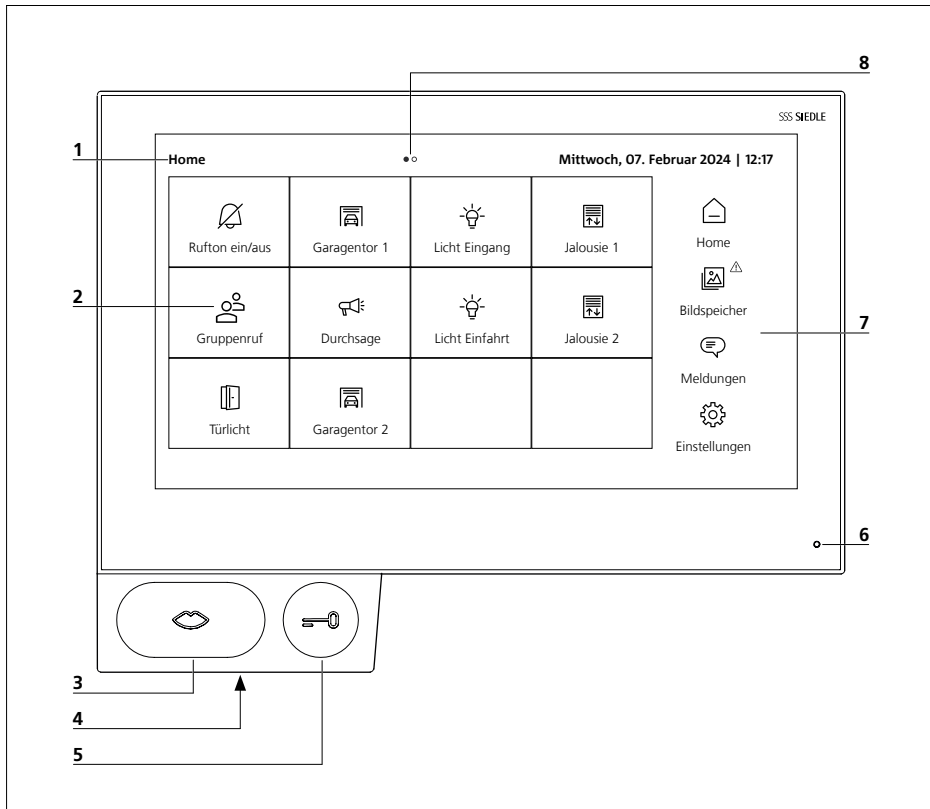 8
SSS SIEDLE
1
Home
Mittwoch, 07. Februar 2024 | 12:17
Rufton ein/aus
Garagentor 1
Licht Eingang
Jalousie 1
Home
2
Gruppenruf
Durchsage
Licht Einfahrt
Jalousie 2
Bildspeicher
7
Meldungen
Türlicht
Garagentor 2
Einstellungen
6
3
4
5